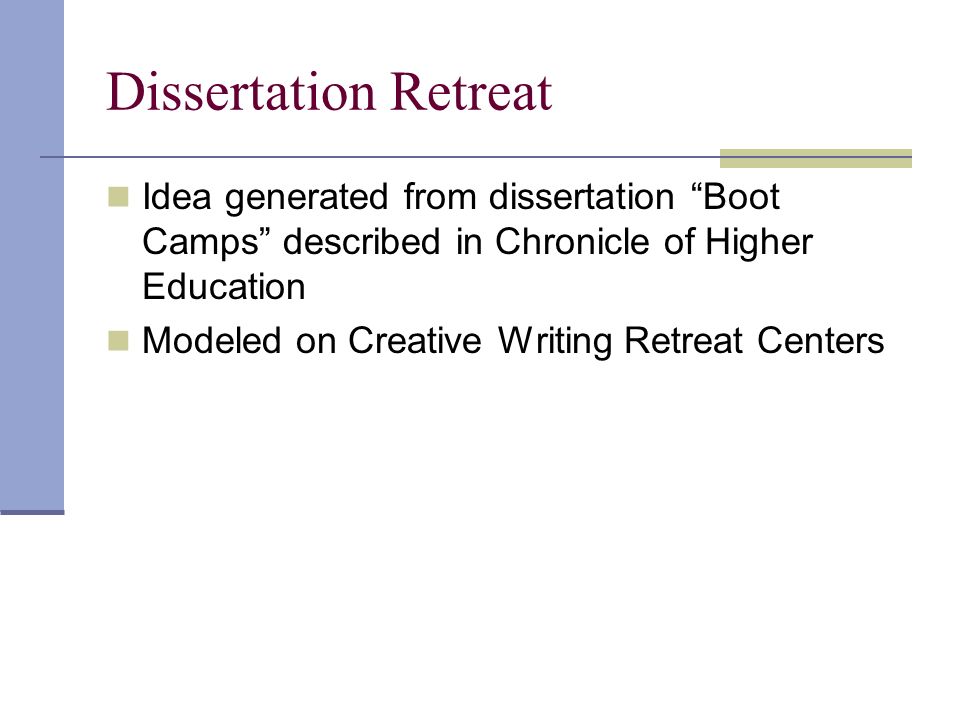 Dissertation Retreat
Idea generated from dissertation “Boot
Camps” described in Chronicle of Higher
Education
Modeled on Creative Writing Retreat Centers